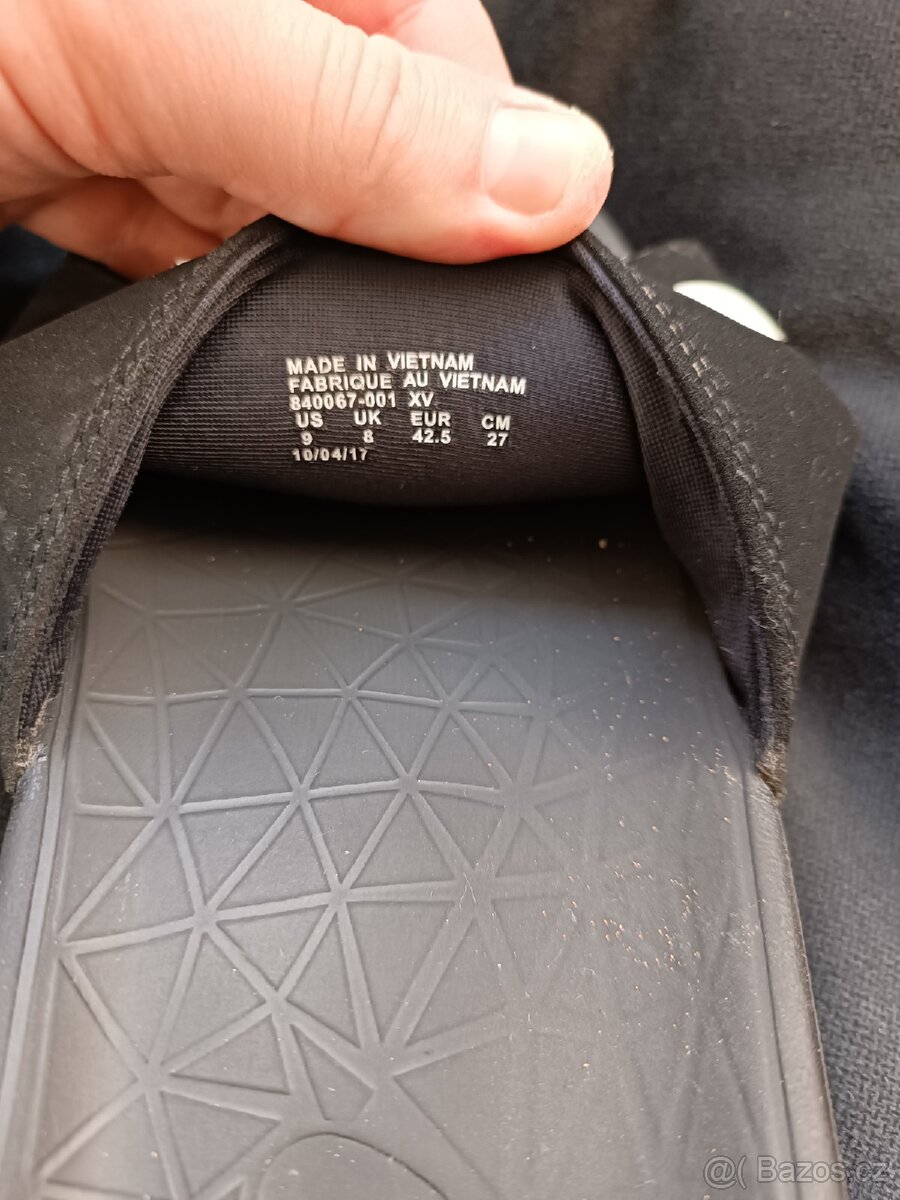 MADE IN VIETNAM
FABRIQUE AU VIETNAM
840067-001 XV
US UK EUR CM
9 8 42.5 27
10/04/17
@( Bazos.cz